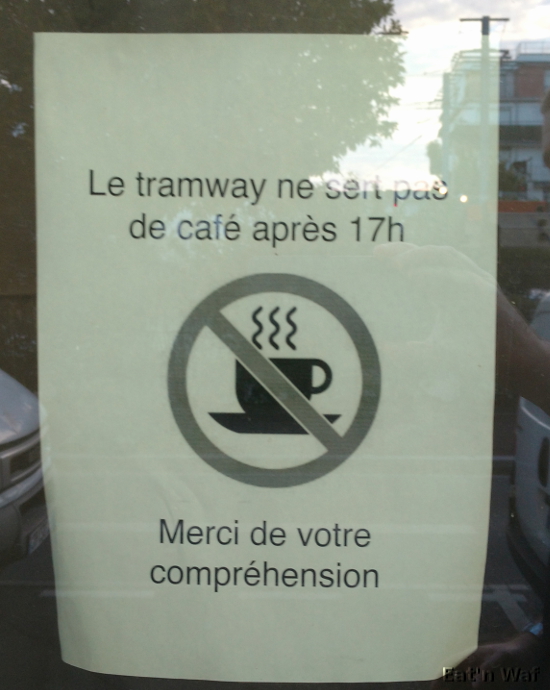 Le tramway ne sert pas
de café après 17h
Merci de votre
compréhension
Eat'n Waf